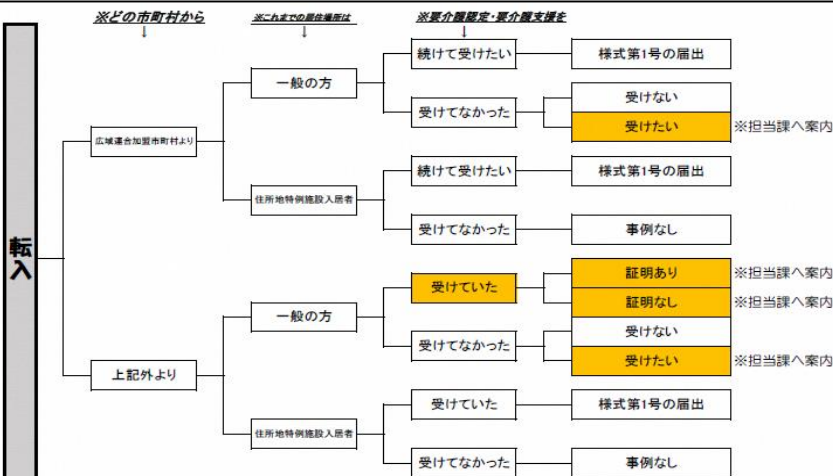 ※どの市町村から
※これまでの居住場所は
※要介護認定・要介護支援を
↓
↓
↓
転入
広域連合加盟市町村より
一般の方
続けて受けたい
様式第1号の届出
受けてなかった
受けない
受けたい
※担当課へ案内
住所地特例施設入居者
続けて受けたい
様式第1号の届出
受けてなかった
事例なし
上記外より
一般の方
受けていた
証明あり
※担当課へ案内
証明なし
※担当課へ案内
受けてなかった
受けない
受けたい
※担当課へ案内
住所地特例施設入居者
受けていた
様式第1号の届出
受けてなかった
事例なし